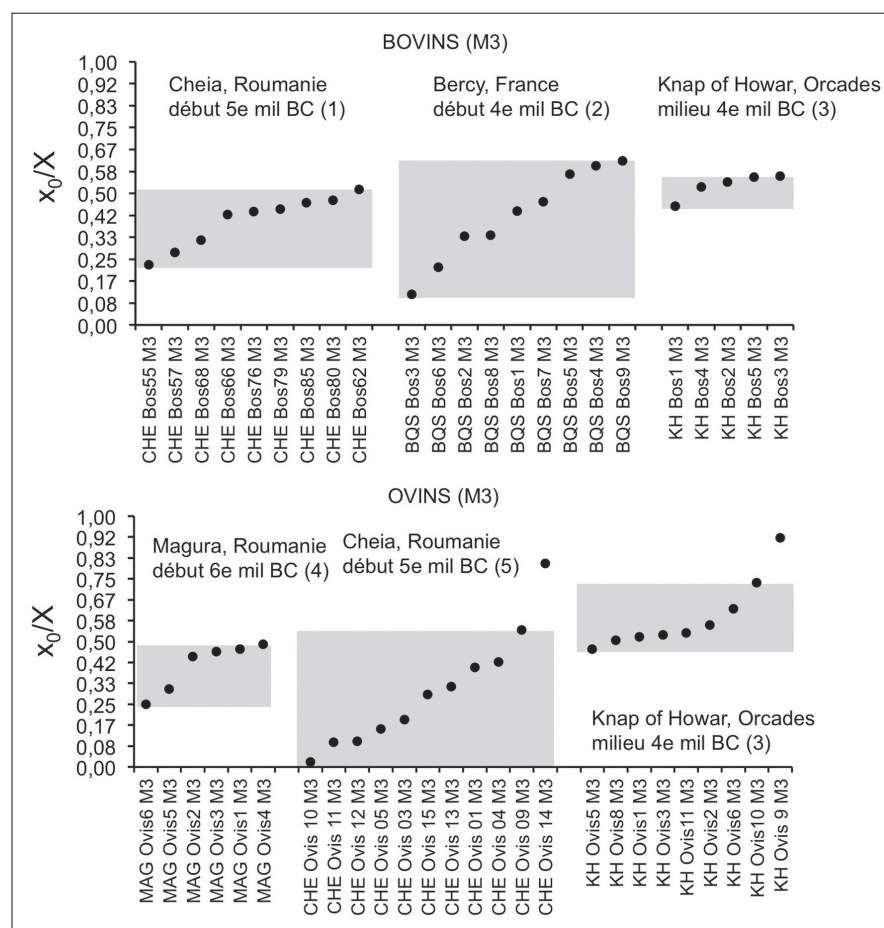 BOVINS (M3)
x0/X
1,00
0,92
0,83
0,75
0,67
0,58
0,50
0,42
0,33
0,25
0,17
0,08
0,00
Cheia, Roumanie
début 5e mil BC (1)
Bercy, France
début 4e mil BC (2)
Knap of Howar, Orcades
milieu 4e mil BC (3)
CHE Bos55 M3
CHE Bos57 M3
CHE Bos68 M3
CHE Bos66 M3
CHE Bos76 M3
CHE Bos79 M3
CHE Bos85 M3
CHE Bos80 M3
CHE Bos62 M3
BQS Bos3 M3
BQS Bos6 M3
BQS Bos2 M3
BQS Bos8 M3
BQS Bos1 M3
BQS Bos7 M3
BQS Bos5 M3
BQS Bos4 M3
BQS Bos9 M3
KH Bos1 M3
KH Bos4 M3
KH Bos2 M3
KH Bos5 M3
KH Bos3 M3
OVINS (M3)
x0/X
1,00
0,92
0,83
0,75
0,67
0,58
0,50
0,42
0,33
0,25
0,17
0,08
0,00
Magura, Roumanie
début 6e mil BC (4)
Cheia, Roumanie
début 5e mil BC (5)
Knap of Howar, Orcades
milieu 4e mil BC (3)
MAG Ovis6 M3
MAG Ovis5 M3
MAG Ovis2 M3
MAG Ovis3 M3
MAG Ovis1 M3
MAG Ovis4 M3
CHE Ovis 10 M3
CHE Ovis 11 M3
CHE Ovis 12 M3
CHE Ovis 05 M3
CHE Ovis 03 M3
CHE Ovis 15 M3
CHE Ovis 13 M3
CHE Ovis 01 M3
CHE Ovis 04 M3
CHE Ovis 09 M3
CHE Ovis 14 M3
KH Ovis5 M3
KH Ovis8 M3
KH Ovis1 M3
KH Ovis3 M3
KH Ovis11 M3
KH Ovis2 M3
KH Ovis6 M3
KH Ovis10 M3
KH Ovis 9 M3